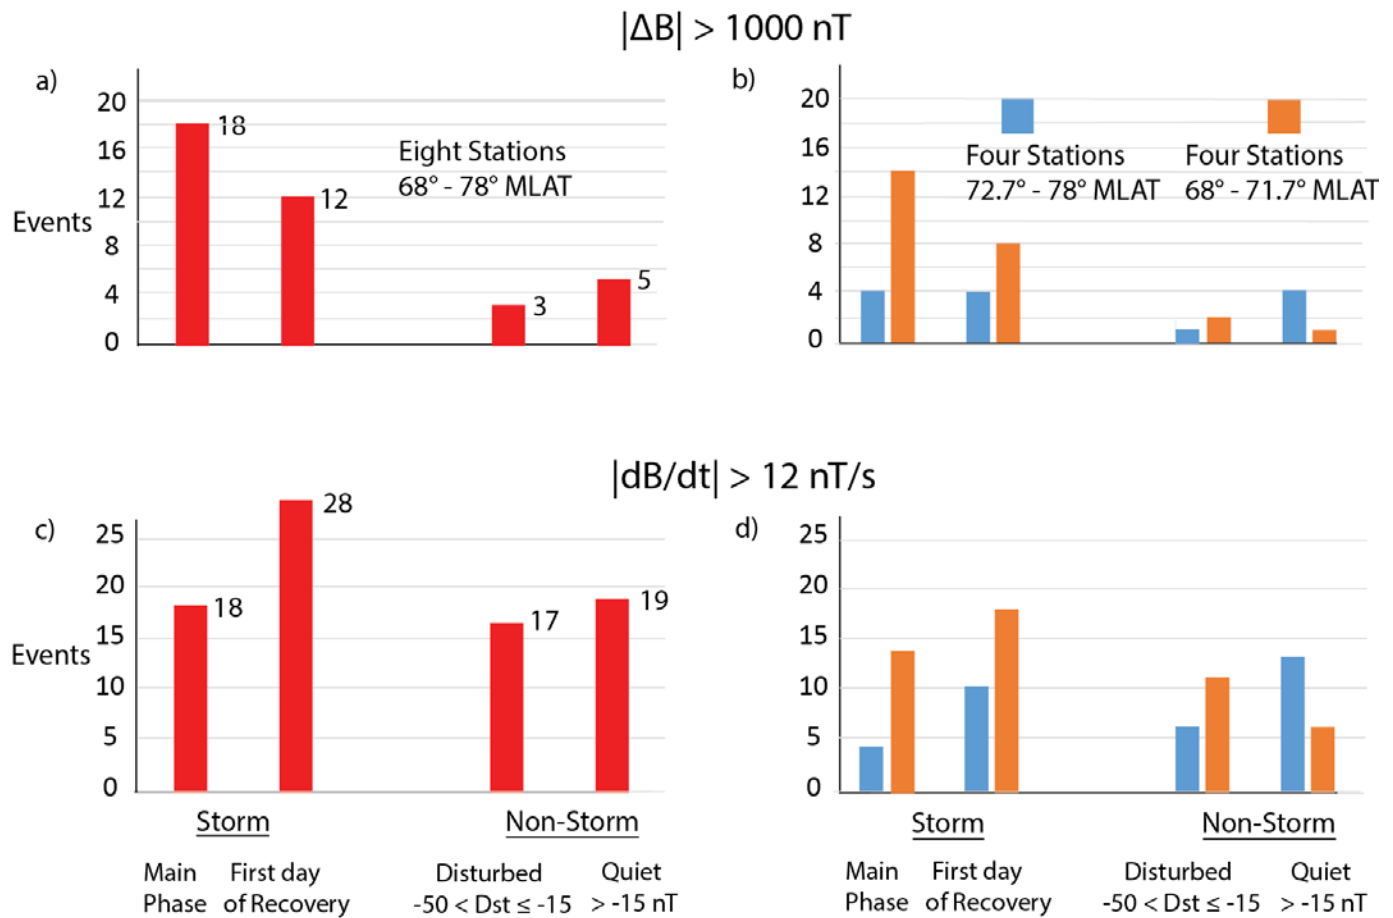 |ΔB| > 1000 nT
a)
20
16
12
8
4
0
Events
18
12
3
5
Eight Stations
68° - 78° MLAT
b)
20
16
12
8
4
0
Four Stations
72.7° - 78° MLAT
Four Stations
68° - 71.7° MLAT
|dB/dt| > 12 nT/s
c)
25
20
15
10
5
0
Events
18
28
17
19
Storm
Non-Storm
Main
Phase
First day
of Recovery
Disturbed
-50 < Dst ≤ -15
Quiet
> -15 nT
d)
25
20
15
10
5
0
Storm
Non-Storm
Main
Phase
First day
of Recovery
Disturbed
-50 < Dst ≤ -15
Quiet
> -15 nT